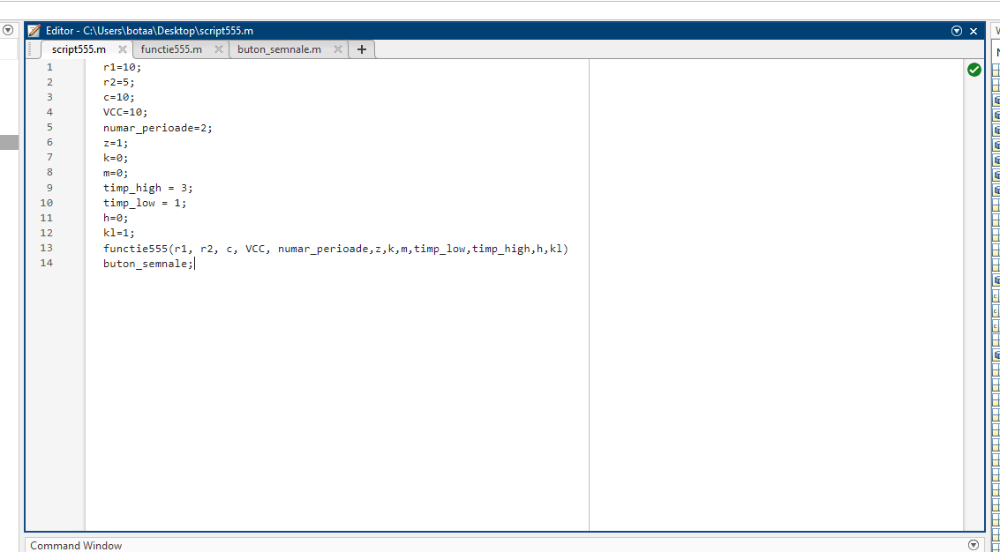 Editor - C:\Users\botaa\Desktop\script555.m
script555.m functie555.m buton_semnale.m +
1 r1=10;
2 r2=5;
3 c=10;
4 VCC=10;
5 numar_perioade=2;
6 z=1;
7 k=0;
8 m=0;
9 timp_high = 3;
10 timp_low = 1;
11 h=0;
12 kl=1;
13 functie555(r1, r2, c, VCC, numar_perioade,z,k,m,timp_low,timp_high,h,kl)
14 buton_semnale;
Command Window